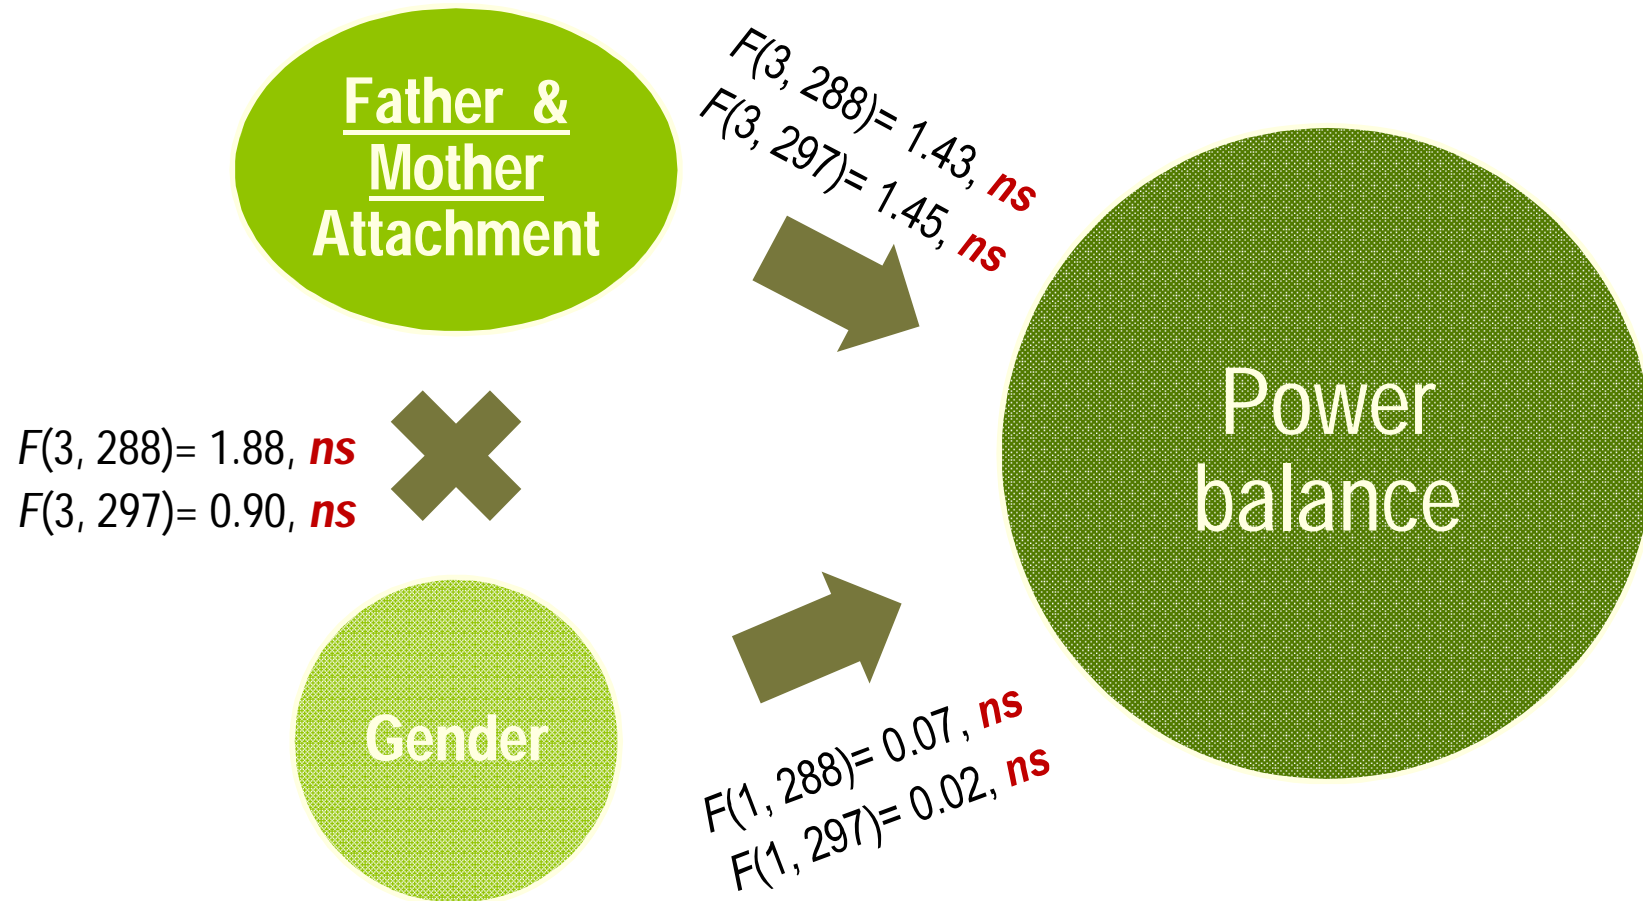 Father &
Mother
Attachment
F(3, 288)= 1.43, ns
F(3, 297)= 1.45, ns
Power
balance
F(3, 288)= 1.88, ns
F(3, 297)= 0.90, ns
Gender
F(1, 288)= 0.07, ns
F(1, 297)= 0.02, ns